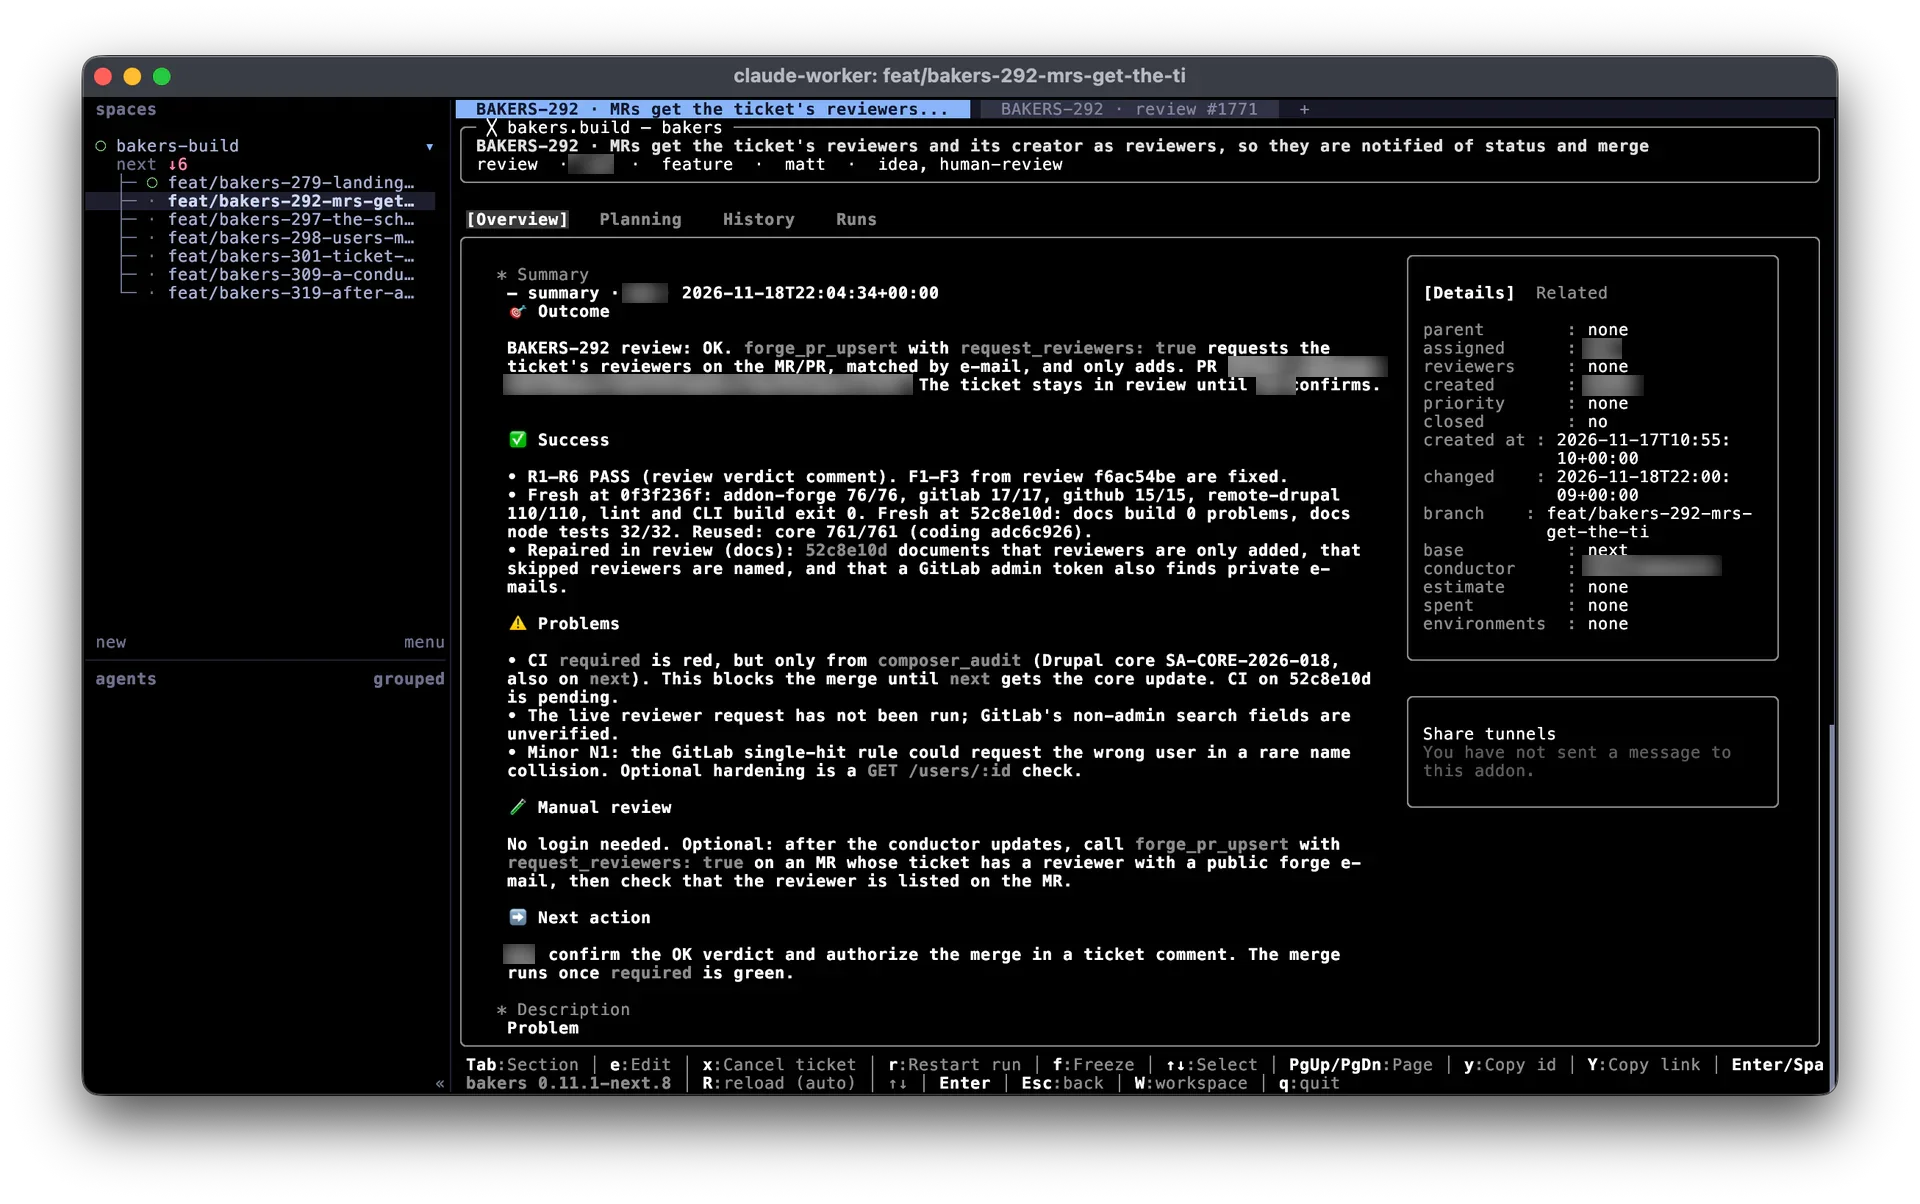 claude-worker: feat/bakers-292-mrs-get-the-ti
spaces
bakers-build ▼
next ↓6
feat/bakers-279-landing…
feat/bakers-292-mrs-get…
feat/bakers-297-the-sch…
feat/bakers-298-users-m…
feat/bakers-301-ticket-…
feat/bakers-309-a-condu…
feat/bakers-319-after-a…
new menu
agents grouped
«
BAKERS-292 · MRs get the ticket's reviewers... BAKERS-292 · review #1771 +
╳ bakers.build — bakers
BAKERS-292 · MRs get the ticket's reviewers and its creator as reviewers, so they are notified of status and merge
review · · feature · matt · idea, human-review
[Overview] Planning History Runs
* Summary
— summary · 2026-11-18T22:04:34+00:00
🎯 Outcome
BAKERS-292 review: OK. forge_pr_upsert with request_reviewers: true requests the
ticket's reviewers on the MR/PR, matched by e-mail, and only adds. PR
The ticket stays in review until confirms.
✅ Success
• R1–R6 PASS (review verdict comment). F1–F3 from review f6ac54be are fixed.
• Fresh at 0f3f236f: addon-forge 76/76, gitlab 17/17, github 15/15, remote-drupal
110/110, lint and CLI build exit 0. Fresh at 52c8e10d: docs build 0 problems, docs
node tests 32/32. Reused: core 761/761 (coding adc6c926).
• Repaired in review (docs): 52c8e10d documents that reviewers are only added, that
skipped reviewers are named, and that a GitLab admin token also finds private e-
mails.
⚠️ Problems
• CI required is red, but only from composer_audit (Drupal core SA-CORE-2026-018,
also on next). This blocks the merge until next gets the core update. CI on 52c8e10d
is pending.
• The live reviewer request has not been run; GitLab's non-admin search fields are
unverified.
• Minor N1: the GitLab single-hit rule could request the wrong user in a rare name
collision. Optional hardening is a GET /users/:id check.
🧪 Manual review
No login needed. Optional: after the conductor updates, call forge_pr_upsert with
request_reviewers: true on an MR whose ticket has a reviewer with a public forge e-
mail, then check that the reviewer is listed on the MR.
➡️ Next action
confirm the OK verdict and authorize the merge in a ticket comment. The merge
runs once required is green.
* Description
Problem
[Details] Related
parent : none
assigned :
reviewers : none
created :
priority : none
closed : no
created at : 2026-11-17T10:55:
10+00:00
changed : 2026-11-18T22:00:
09+00:00
branch : feat/bakers-292-mrs-
get-the-ti
base : next
conductor :
estimate : none
spent : none
environments : none
Share tunnels
You have not sent a message to
this addon.
Tab:Section │ e:Edit │ x:Cancel ticket │ r:Restart run │ f:Freeze │ ↑↓:Select │ PgUp/PgDn:Page │ y:Copy id │ Y:Copy link │ Enter/Spa
bakers 0.11.1-next.8 │ R:reload (auto) │ ↑↓ │ Enter │ Esc:back │ W:workspace │ q:quit